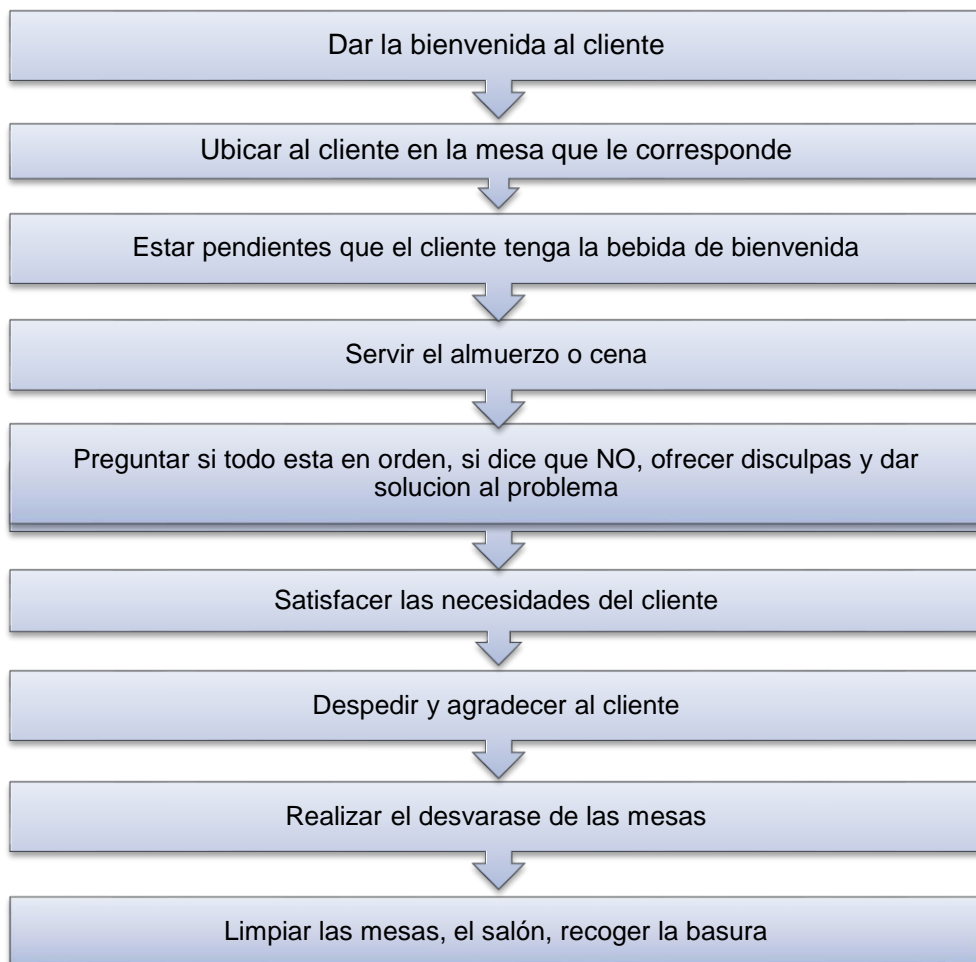 Dar la bienvenida al cliente
Ubicar al cliente en la mesa que le corresponde
Estar pendientes que el cliente tenga la bebida de bienvenida
Servir el almuerzo o cena
Preguntar si todo esta en orden, si dice que NO, ofrecer disculpas y dar
solucion al problema
Satisfacer las necesidades del cliente
Despedir y agradecer al cliente
Realizar el desvarase de las mesas
Limpiar las mesas, el salón, recoger la basura